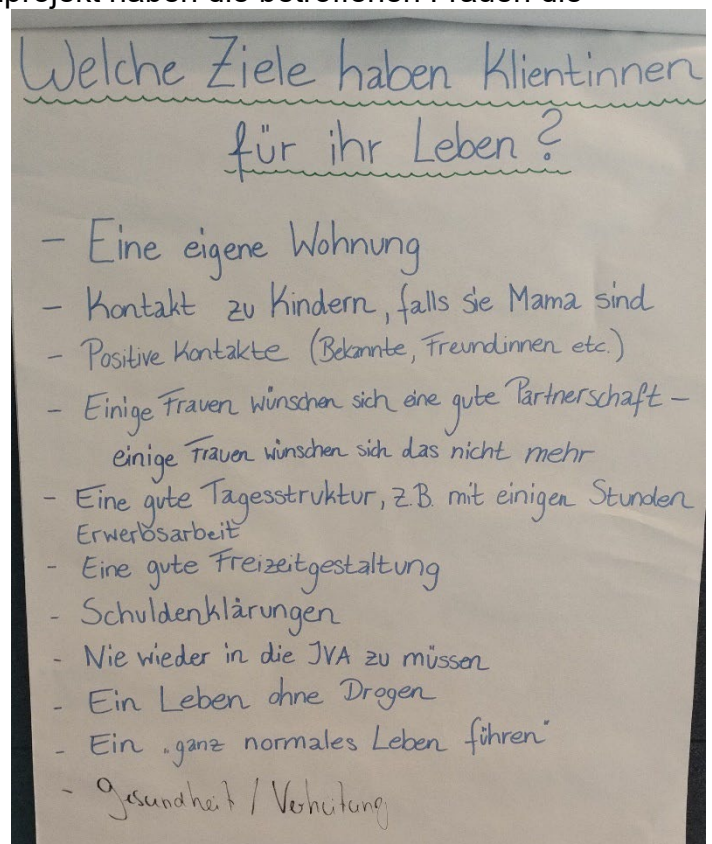 projekt haben die betroffenen Frauen die
Welche Ziele haben Klientinnen
für ihr Leben?
- Eine eigene Wohnung
- Kontakt zu Kindern, falls sie Mama sind
- Positive Kontakte (Bekannte, Freundinnen etc.)
- Einige Frauen wünschen sich eine gute Partnerschaft –
einige Frauen wünschen sich das nicht mehr
- Eine gute Tagesstruktur, z.B. mit einigen Stunden
Erwerbsarbeit
- Eine gute Freizeitgestaltung
- Schuldenklärungen
- Nie wieder in die JVA zu müssen
- Ein Leben ohne Drogen
- Ein „ganz normales Leben führen"
- Gesundheit / Verhütung